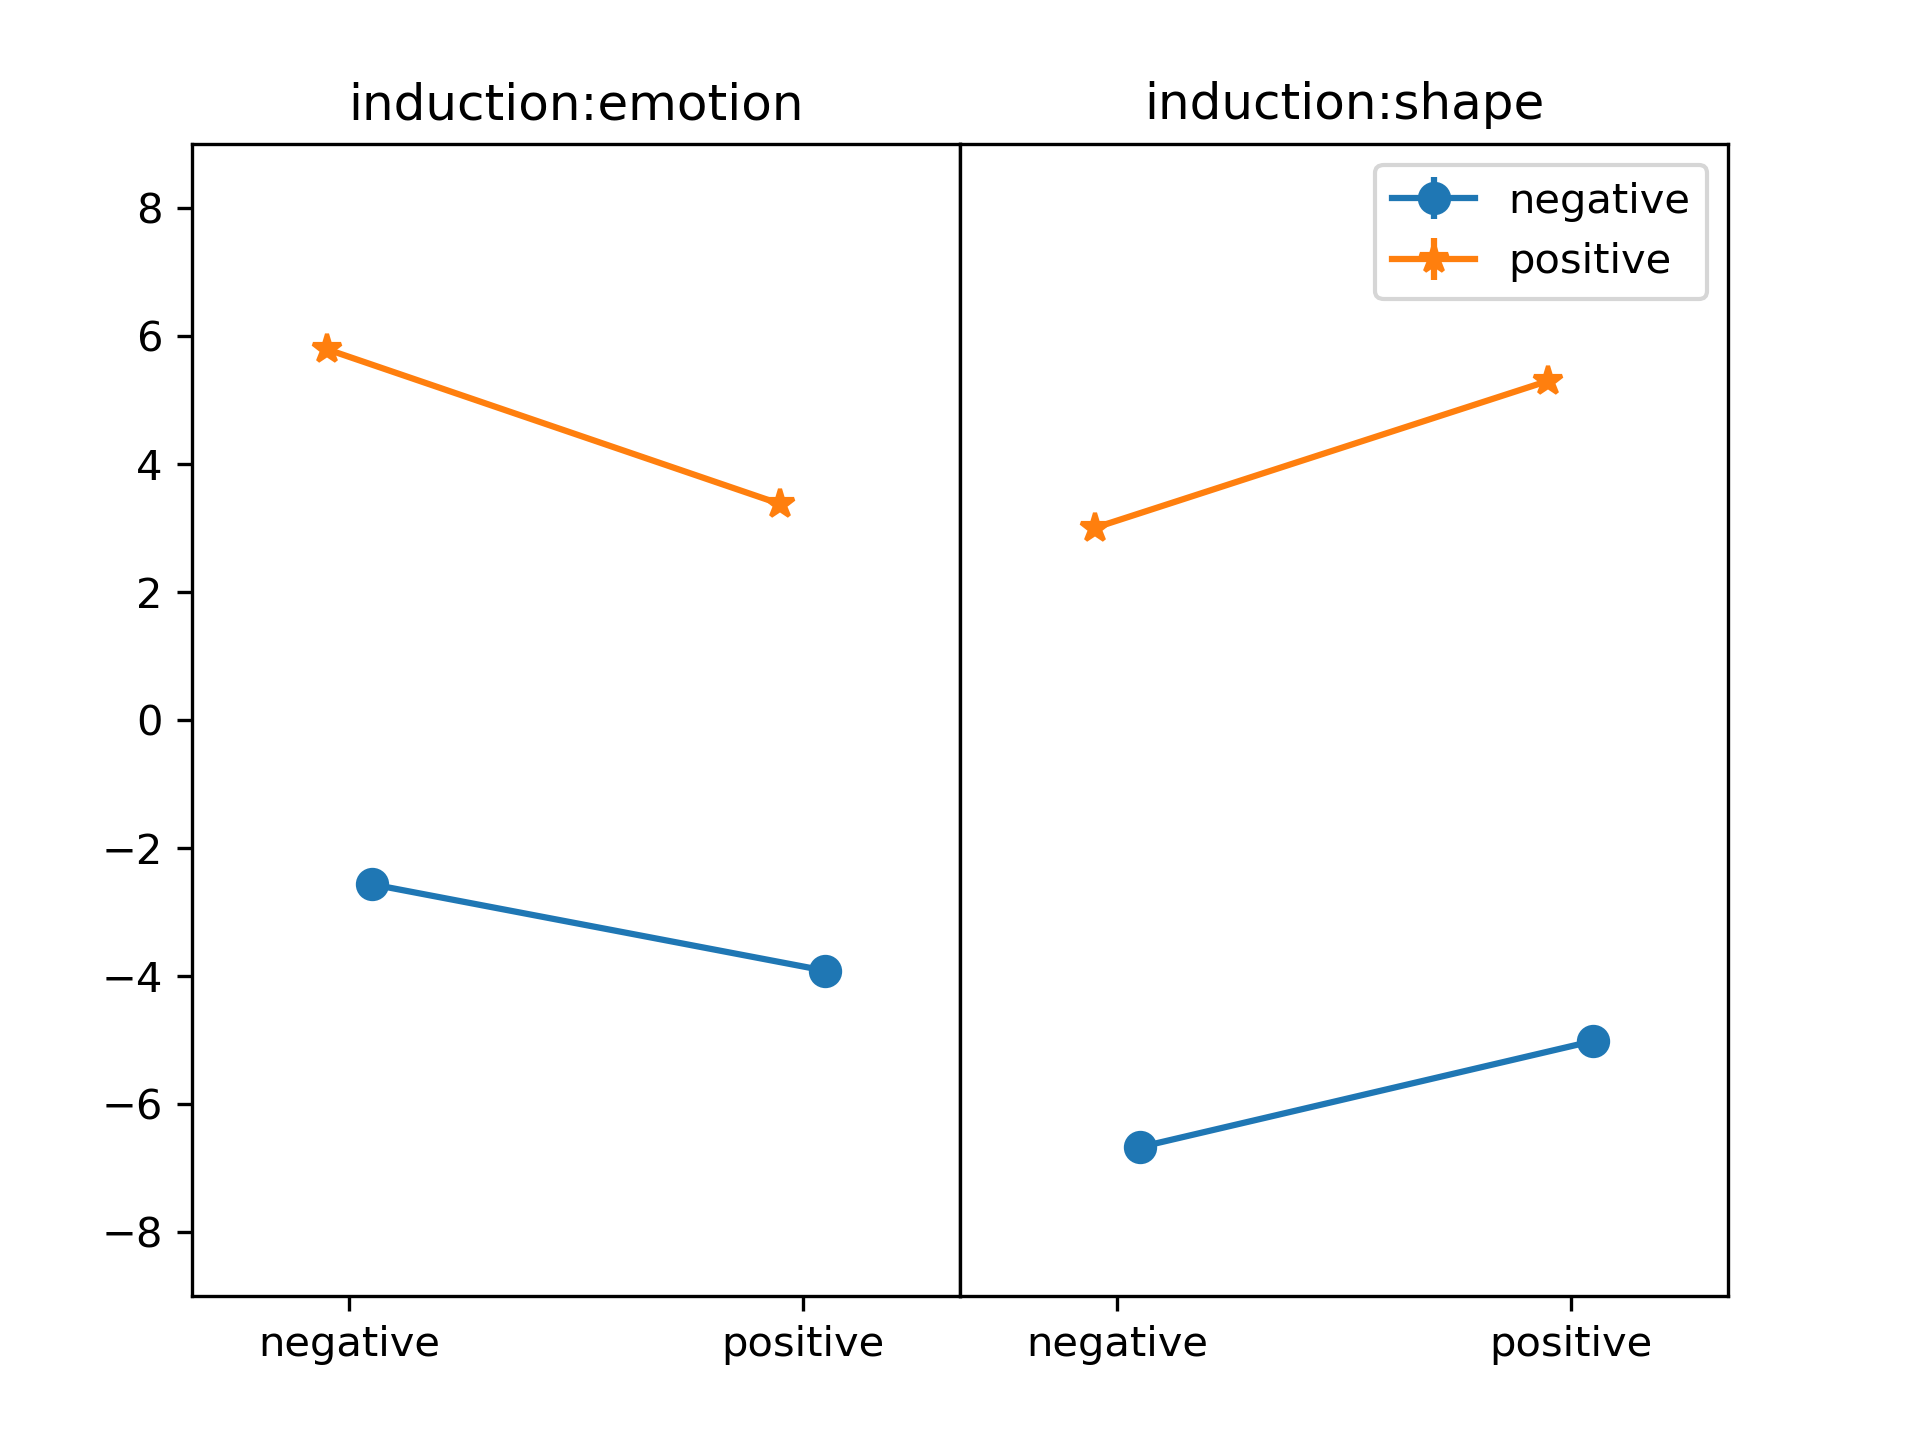 induction:emotion
induction:shape
negative
positive
8
6
4
2
0
−2
−4
−6
−8
negative
positive
negative
positive